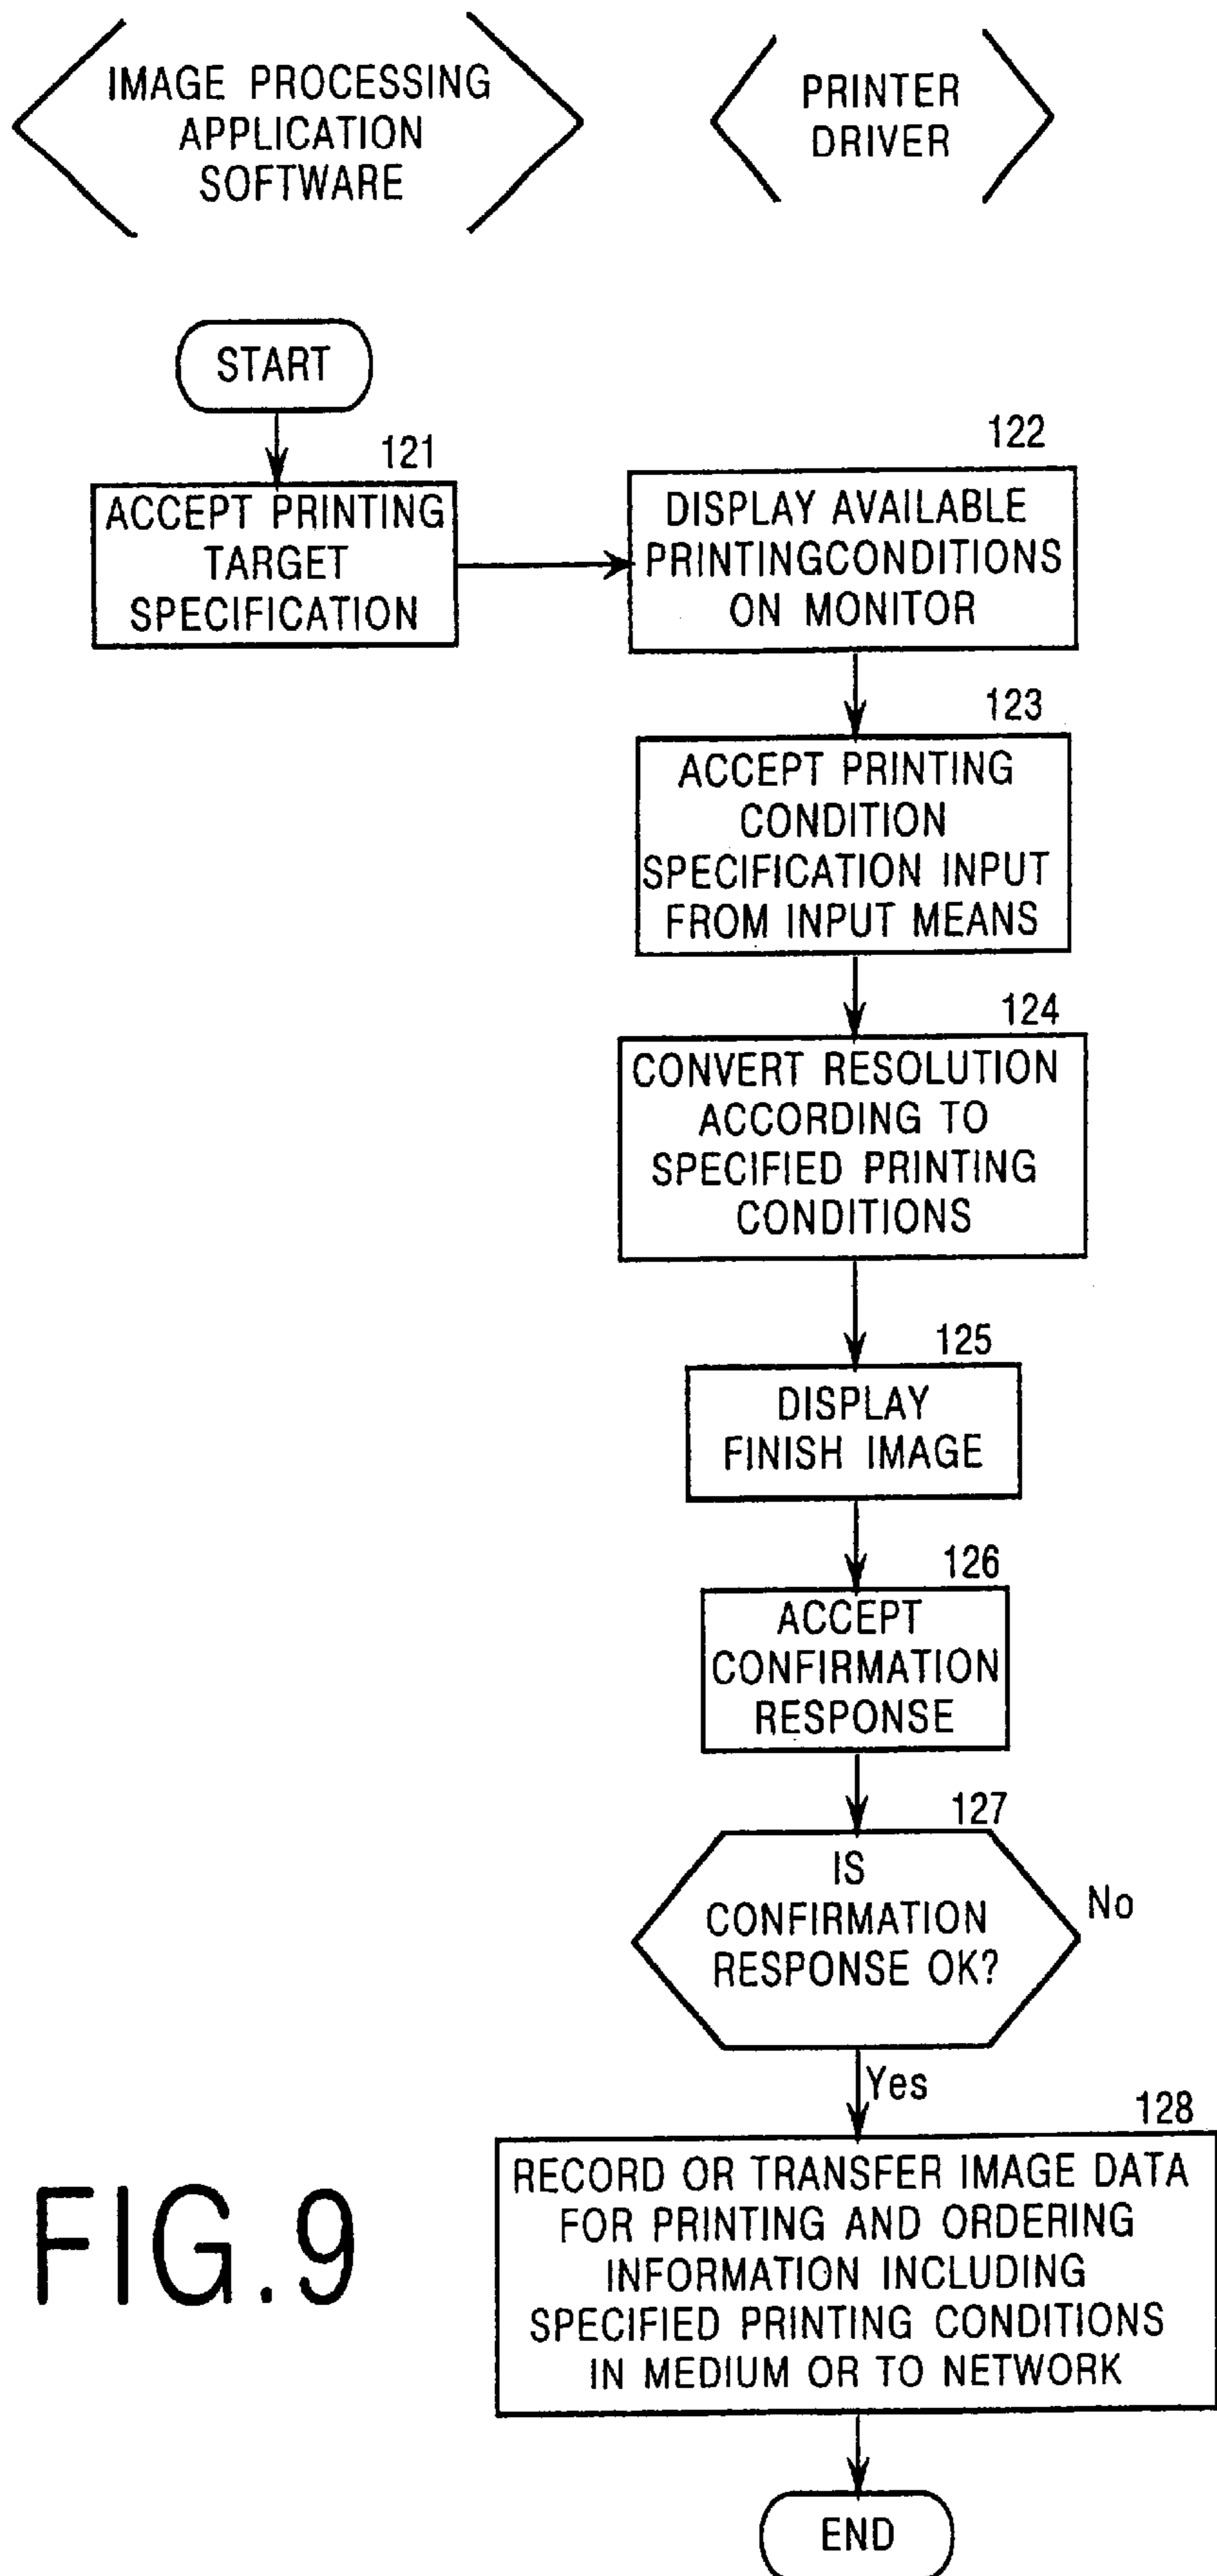 IMAGE PROCESSING
APPLICATION
SOFTWARE
PRINTER
DRIVER
START
121
ACCEPT PRINTING
TARGET
SPECIFICATION
122
DISPLAY AVAILABLE
PRINTINGCONDITIONS
ON MONITOR
123
ACCEPT PRINTING
CONDITION
SPECIFICATION INPUT
FROM INPUT MEANS
124
CONVERT RESOLUTION
ACCORDING TO
SPECIFIED PRINTING
CONDITIONS
125
DISPLAY
FINISH IMAGE
126
ACCEPT
CONFIRMATION
RESPONSE
127
IS
CONFIRMATION
RESPONSE OK?
No
Yes
128
RECORD OR TRANSFER IMAGE DATA
FOR PRINTING AND ORDERING
INFORMATION INCLUDING
SPECIFIED PRINTING CONDITIONS
IN MEDIUM OR TO NETWORK
END
FIG.9